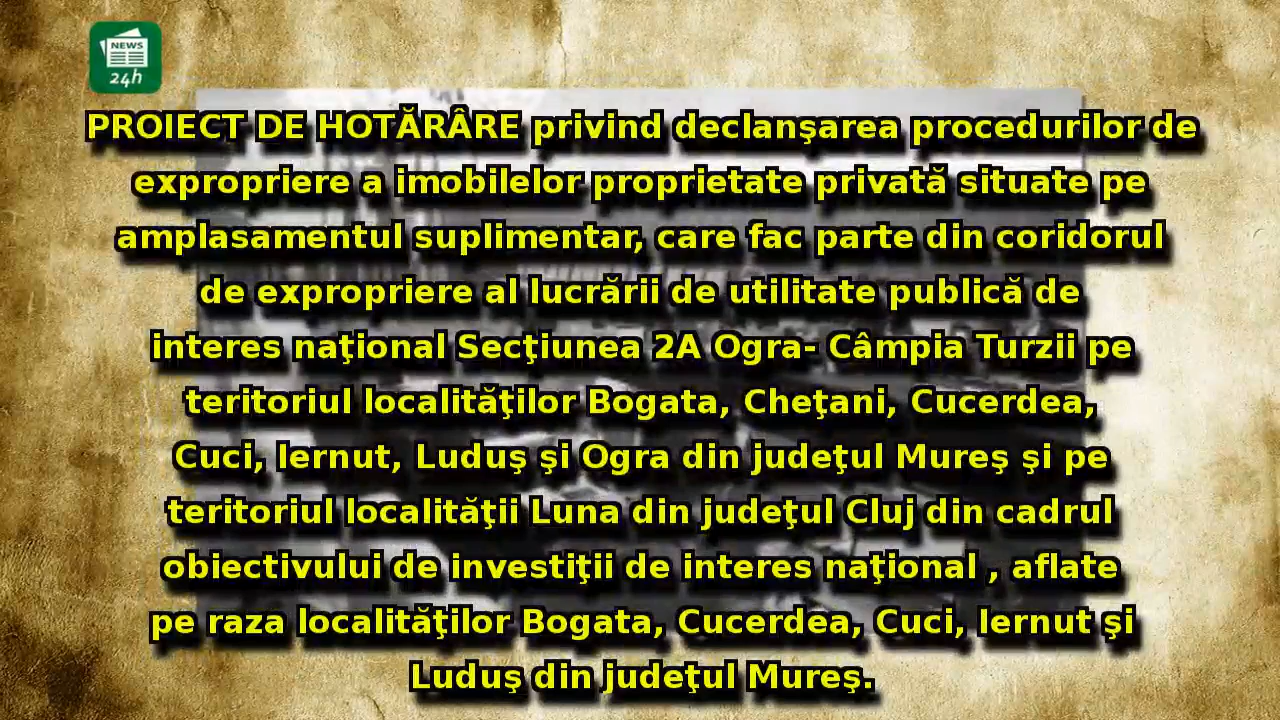 NEWS
24h
PROIECT DE HOTĂRÂRE privind declanşarea procedurilor de
expropriere a imobilelor proprietate privată situate pe
amplasamentul suplimentar, care fac parte din coridorul
de expropriere al lucrării de utilitate publică de
interes naţional Secţiunea 2A Ogra- Câmpia Turzii pe
teritoriul localităţilor Bogata, Cheţani, Cucerdea,
Cuci, Iernut, Luduş şi Ogra din judeţul Mureş şi pe
teritoriul localităţii Luna din judeţul Cluj din cadrul
obiectivului de investiţii de interes naţional , aflate
pe raza localităţilor Bogata, Cucerdea, Cuci, Iernut şi
Luduş din judeţul Mureş.